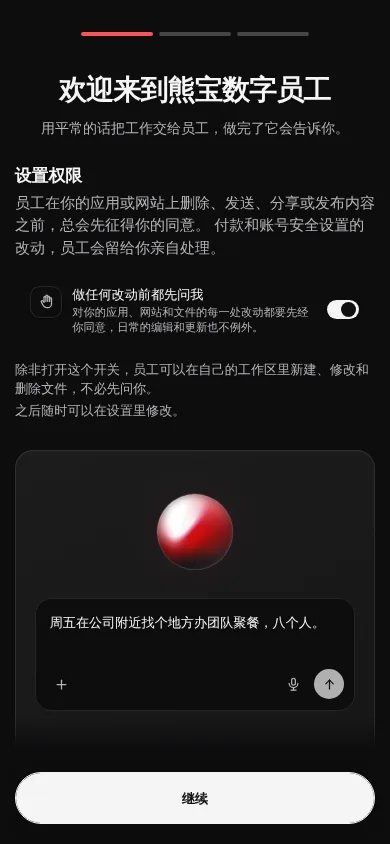 欢迎来到熊宝数字员工
用平常的话把工作交给员工，做完了它会告诉你。
设置权限
员工在你的应用或网站上删除、发送、分享或发布内容
之前，总会先征得你的同意。 付款和账号安全设置的
改动，员工会留给你亲自处理。
做任何改动前都先问我
对你的应用、网站和文件的每一处改动都要先经
你同意，日常的编辑和更新也不例外。
除非打开这个开关，员工可以在自己的工作区里新建、修改和
删除文件，不必先问你。
之后随时可以在设置里修改。
周五在公司附近找个地方办团队聚餐，八个人。
继续